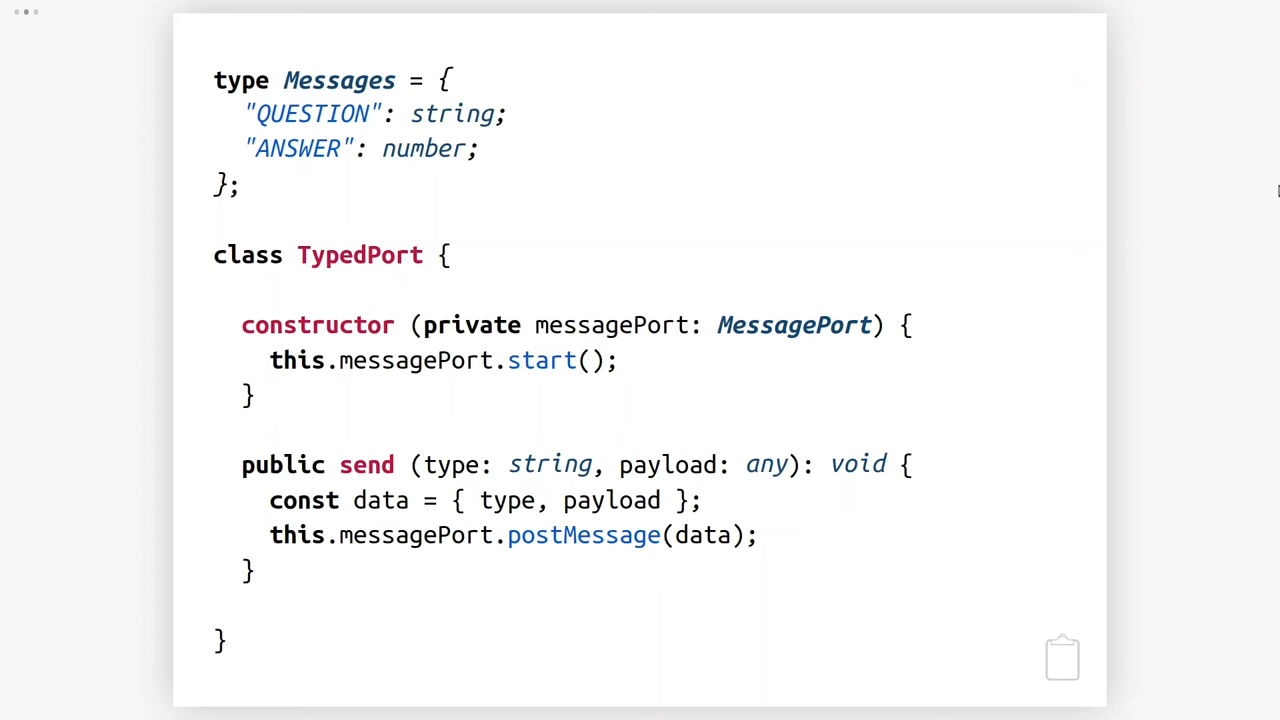 type Messages = {
"QUESTION": string;
"ANSWER": number;
};
class TypedPort {
constructor (private messagePort: MessagePort) {
this.messagePort.start();
}
public send (type: string, payload: any): void {
const data = { type, payload };
this.messagePort.postMessage(data);
}
}